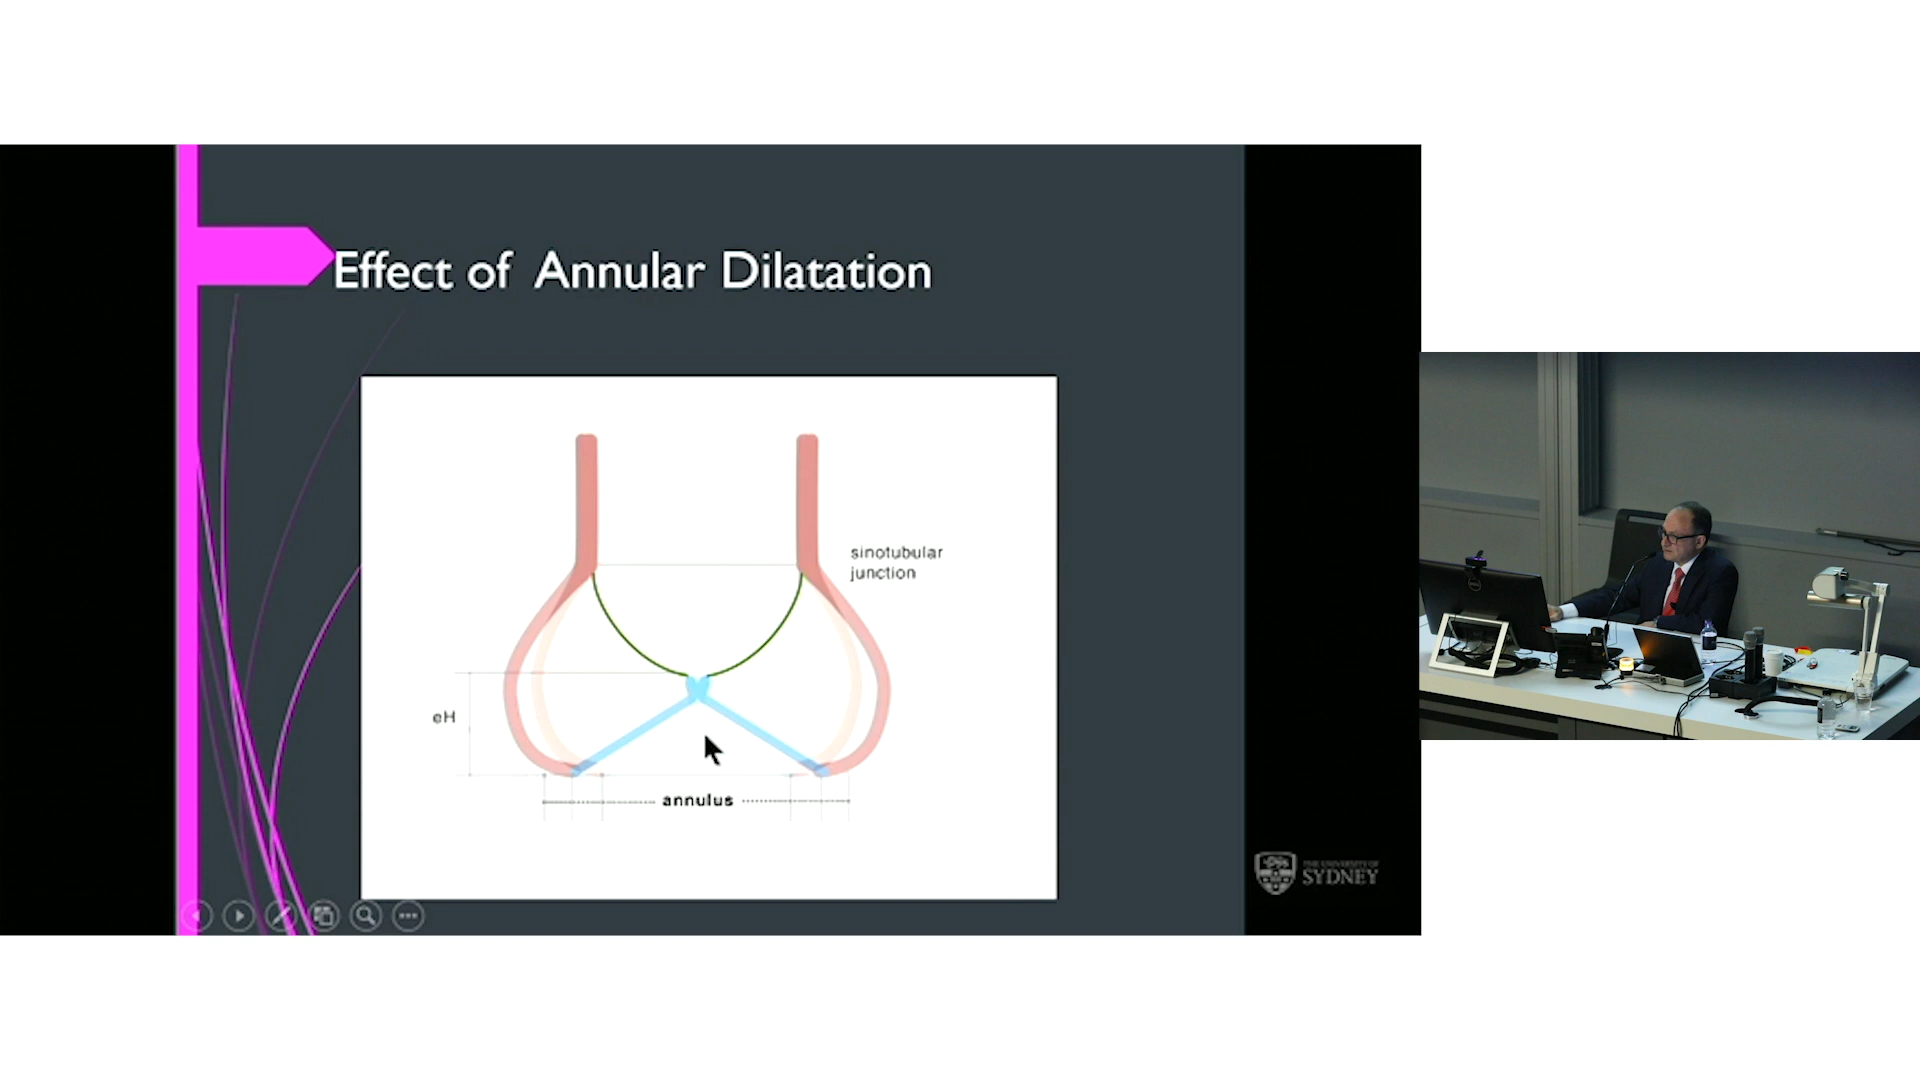 Effect of Annular Dilatation
sinotubular
junction
eH
annulus
THE UNIVERSITY OF
SYDNEY